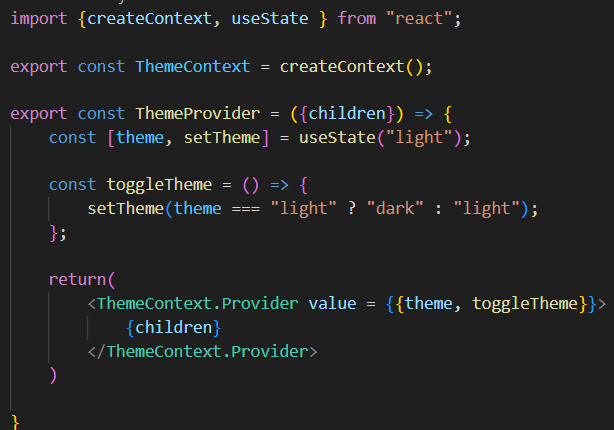 import {createContext, useState } from "react";
export const ThemeContext = createContext();
export const ThemeProvider = ({children}) => {
const [theme, setTheme] = useState("light");
const toggleTheme = () => {
setTheme(theme === "light" ? "dark" : "light");
};
return(
<ThemeContext.Provider value = {{theme, toggleTheme}}>
{children}
</ThemeContext.Provider>
)
}